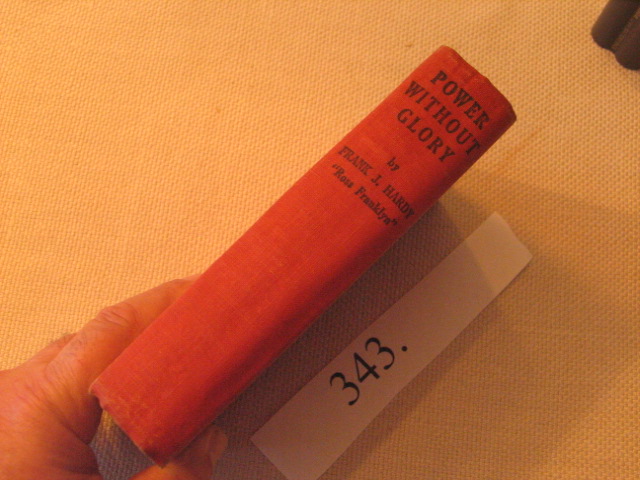 POWER
WITHOUT
GLORY
by
FRANK J. HARDY
"Ross Franklyn"
343.